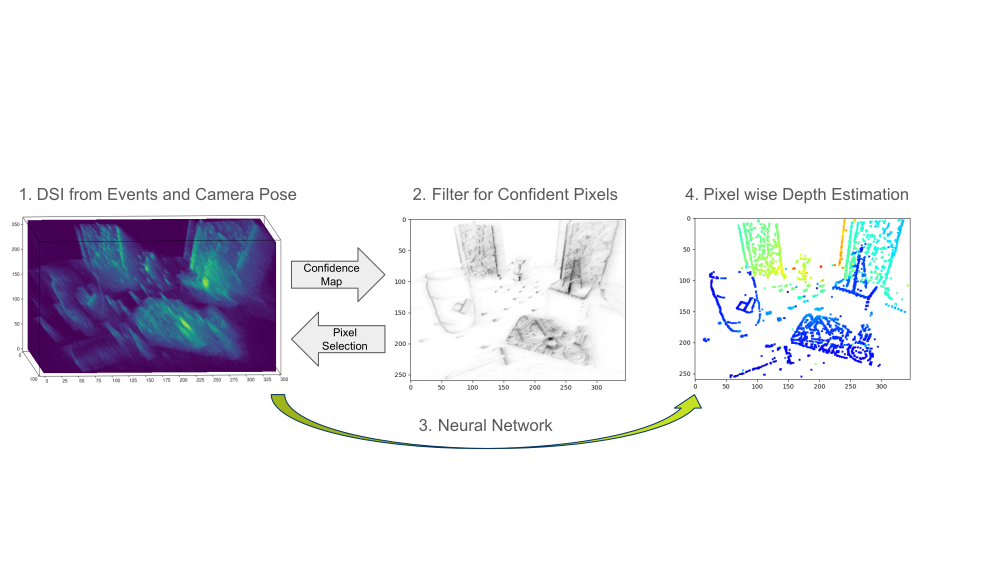 1. DSI from Events and Camera Pose
2. Filter for Confident Pixels
4. Pixel wise Depth Estimation
250
200
150
100
50
0
0
100 0 25 50 75 100 125 150 175 200 225 250 275 300 325 350
Confidence
Map
Pixel
Selection
0
50
100
150
200
250
0 50 100 150 200 250 300
0
50
100
150
200
250
0 50 100 150 200 250 300
3. Neural Network